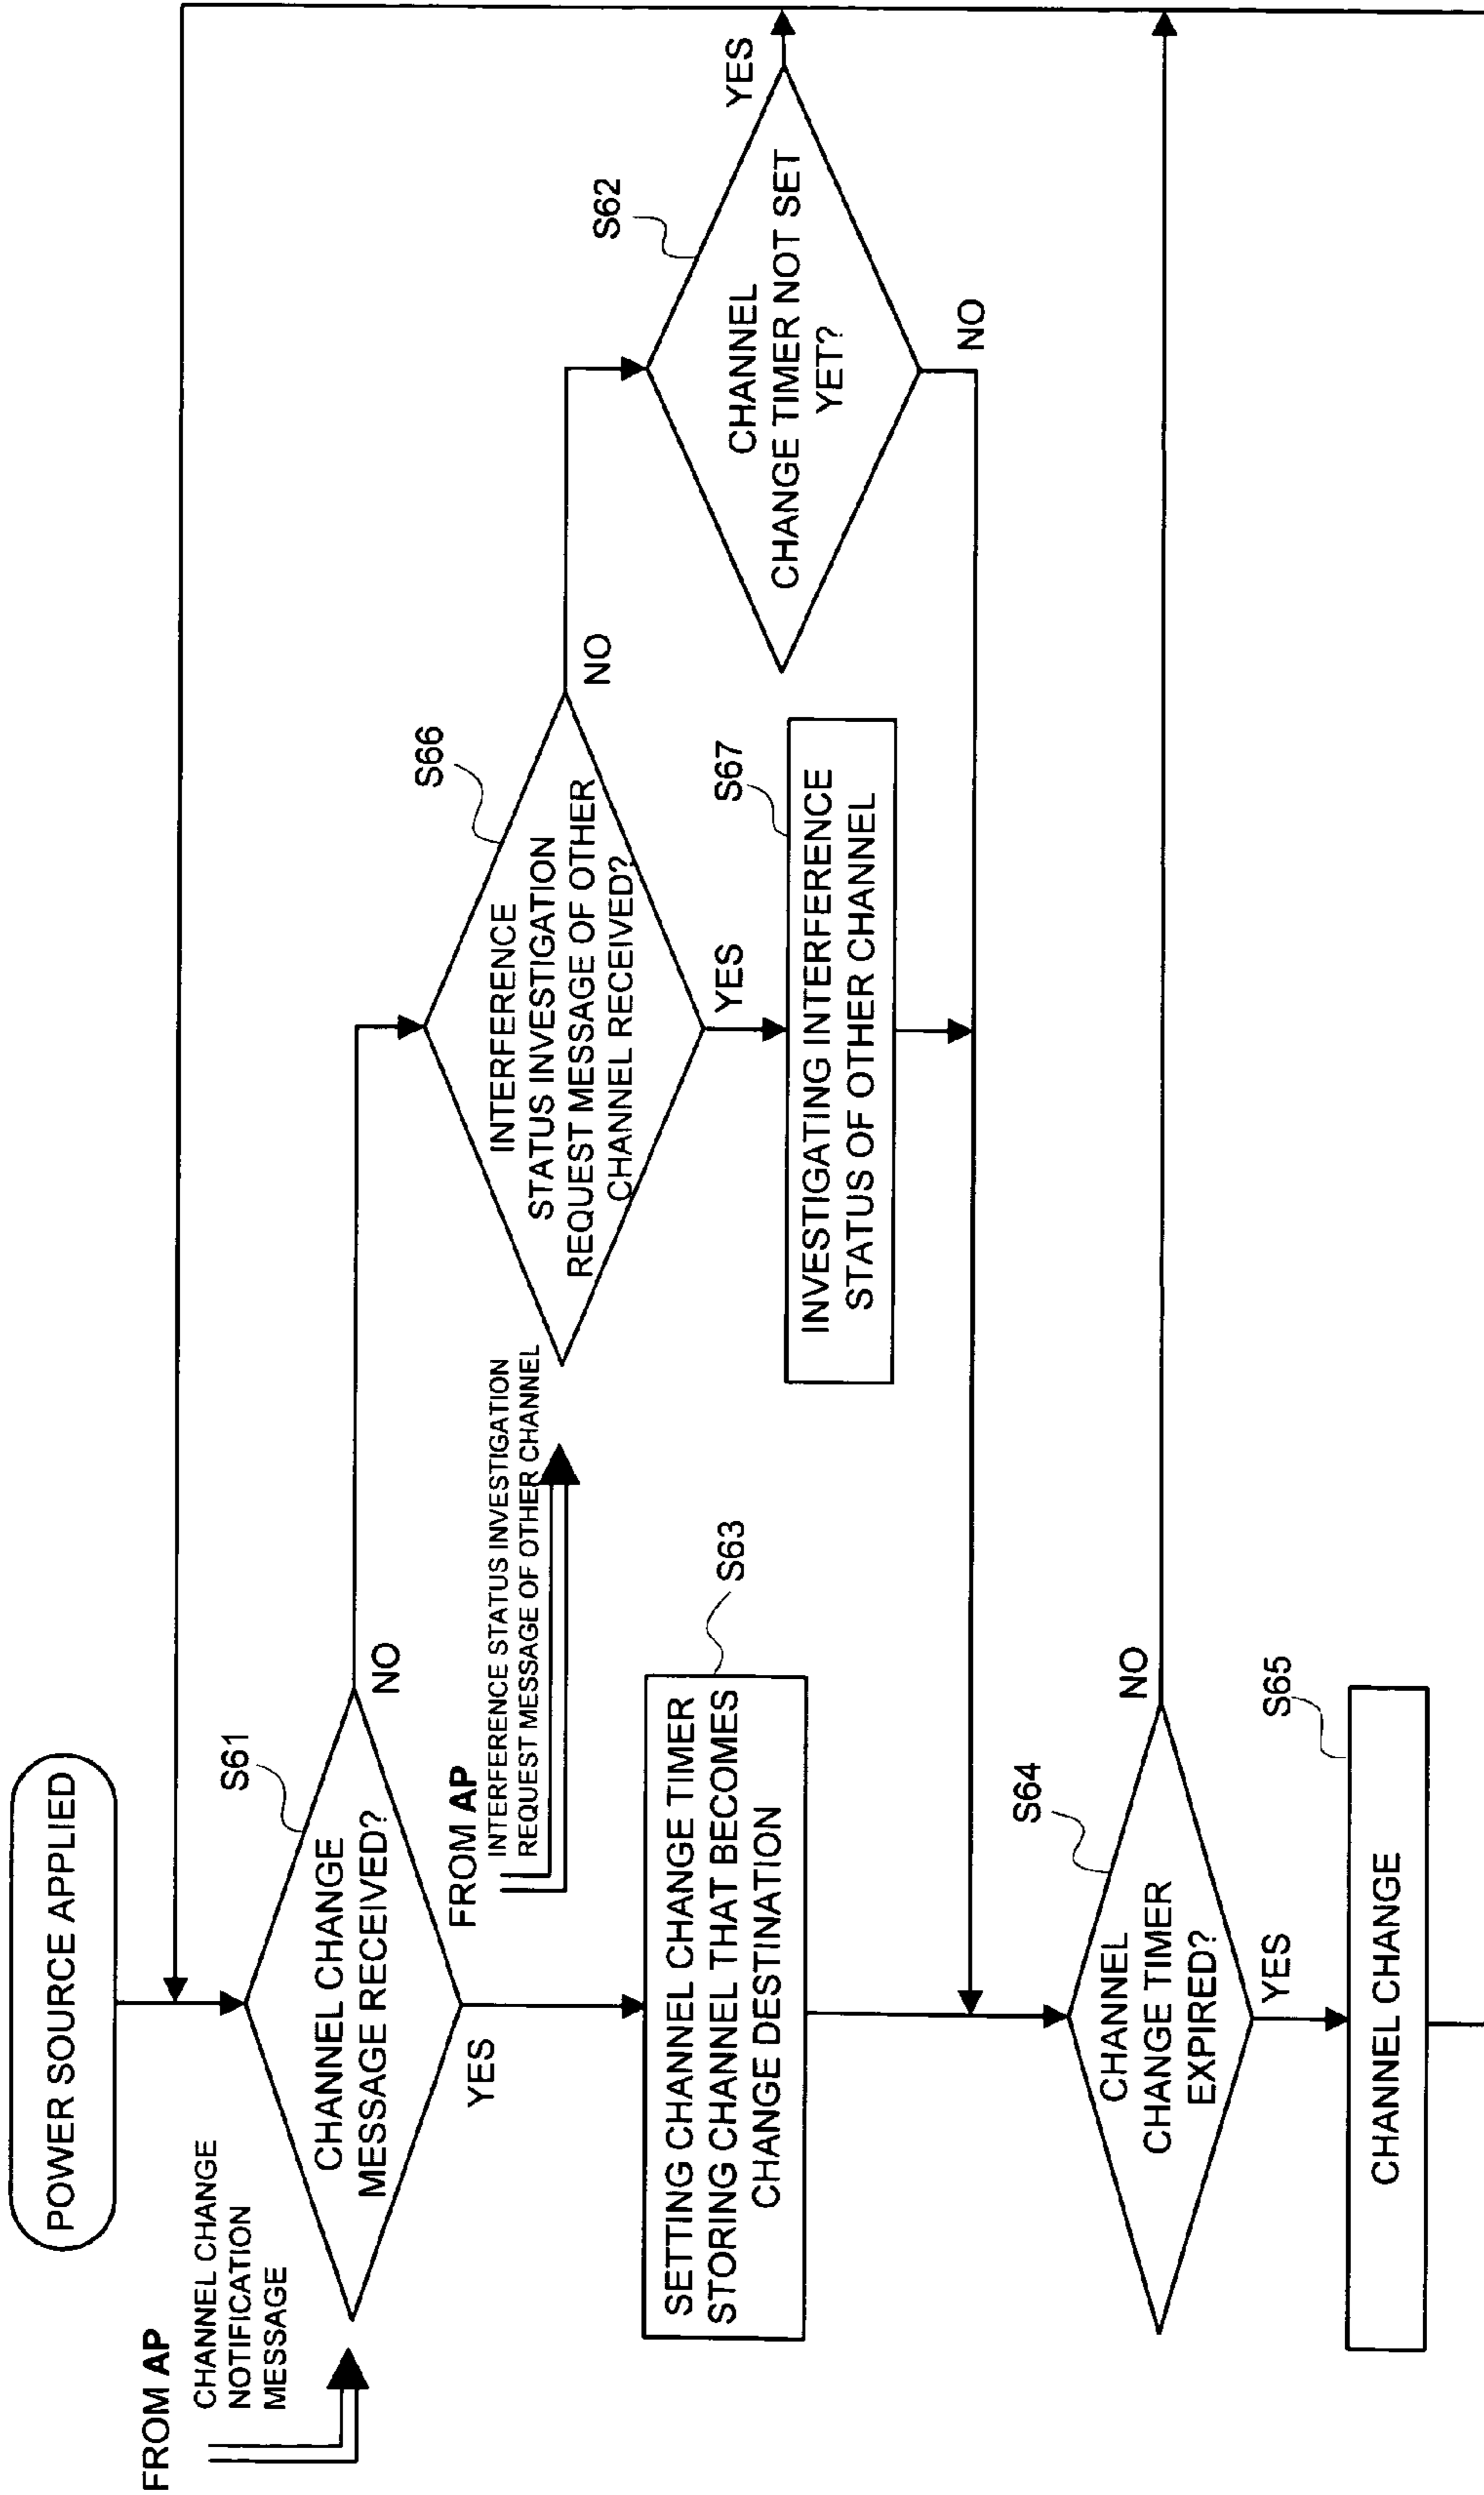 POWER SOURCE APPLIED
FROM AP
CHANNEL CHANGE
NOTIFICATION
MESSAGE
S61
CHANNEL CHANGE
MESSAGE RECEIVED?
NO
YES
FROM AP
INTERFERENCE STATUS INVESTIGATION
REQUEST MESSAGE OF OTHER CHANNEL
S66
INTERFERENCE
STATUS INVESTIGATION
REQUEST MESSAGE OF OTHER
CHANNEL RECEIVED?
NO
YES
S62
CHANNEL
CHANGE TIMER NOT SET
YET?
YES
NO
S63
SETTING CHANNEL CHANGE TIMER
STORING CHANNEL THAT BECOMES
CHANGE DESTINATION
S67
INVESTIGATING INTERFERENCE
STATUS OF OTHER CHANNEL
S64
CHANNEL
CHANGE TIMER
EXPIRED?
NO
YES
S65
CHANNEL CHANGE